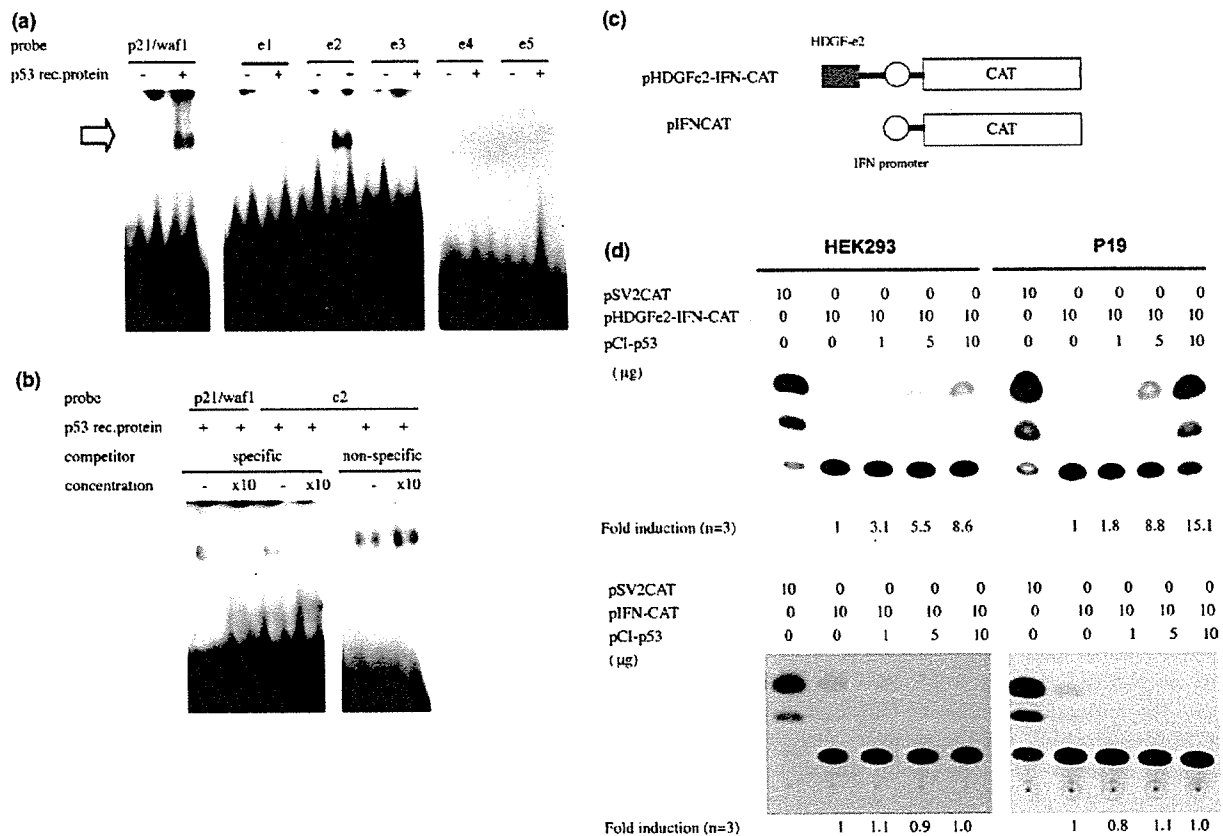 (a)
probe p21/waf1 e1 e2 e3 e4 e5
p53 rec.protein - + - + - + - + - + - +
(b)
probe p21/waf1 e2
p53 rec.protein + + + + + +
competitor specific non-specific
concentration - x10 - x10 - x10
(c)
HDGF-e2
pHDGFe2-IFN-CAT CAT
pIFNCAT CAT
IFN promoter
(d)
HEK293 P19
pSV2CAT 10 0 0 0 0 10 0 0 0 0
pHDGFe2-IFN-CAT 0 10 10 10 10 0 10 10 10 10
pCI-p53 0 0 1 5 10 0 0 1 5 10
(µg)
Fold induction (n=3) 1 3.1 5.5 8.6 1 1.8 8.8 15.1
pSV2CAT 10 0 0 0 0 10 0 0 0 0
pIFN-CAT 0 10 10 10 10 0 10 10 10 10
pCI-p53 0 0 1 5 10 0 0 1 5 10
(µg)
Fold induction (n=3) 1 1.1 0.9 1.0 1 0.8 1.1 1.0